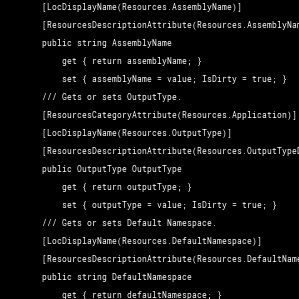 [LocDisplayName(Resources.AssemblyName)]
[ResourcesDescriptionAttribute(Resources.AssemblyNam
public string AssemblyName
get { return assemblyName; }
set { assemblyName = value; IsDirty = true; }
/// Gets or sets OutputType.
[ResourcesCategoryAttribute(Resources.Application)]
[LocDisplayName(Resources.OutputType)]
[ResourcesDescriptionAttribute(Resources.OutputTypeD
public OutputType OutputType
get { return outputType; }
set { outputType = value; IsDirty = true; }
/// Gets or sets Default Namespace.
[LocDisplayName(Resources.DefaultNamespace)]
[ResourcesDescriptionAttribute(Resources.DefaultName
public string DefaultNamespace
get { return defaultNamespace; }